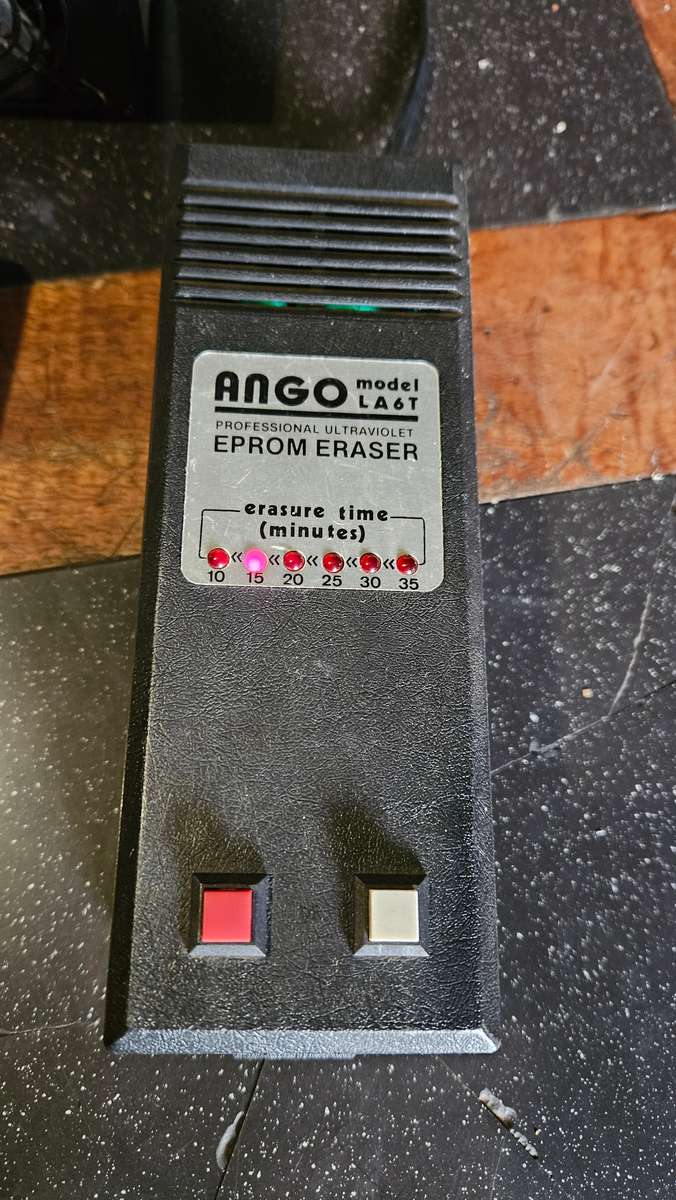 ANGO model
LA6T
PROFESSIONAL ULTRAVIOLET
EPROM ERASER
erasure time
(minutes)
« « « « «
10 15 20 25 30 35